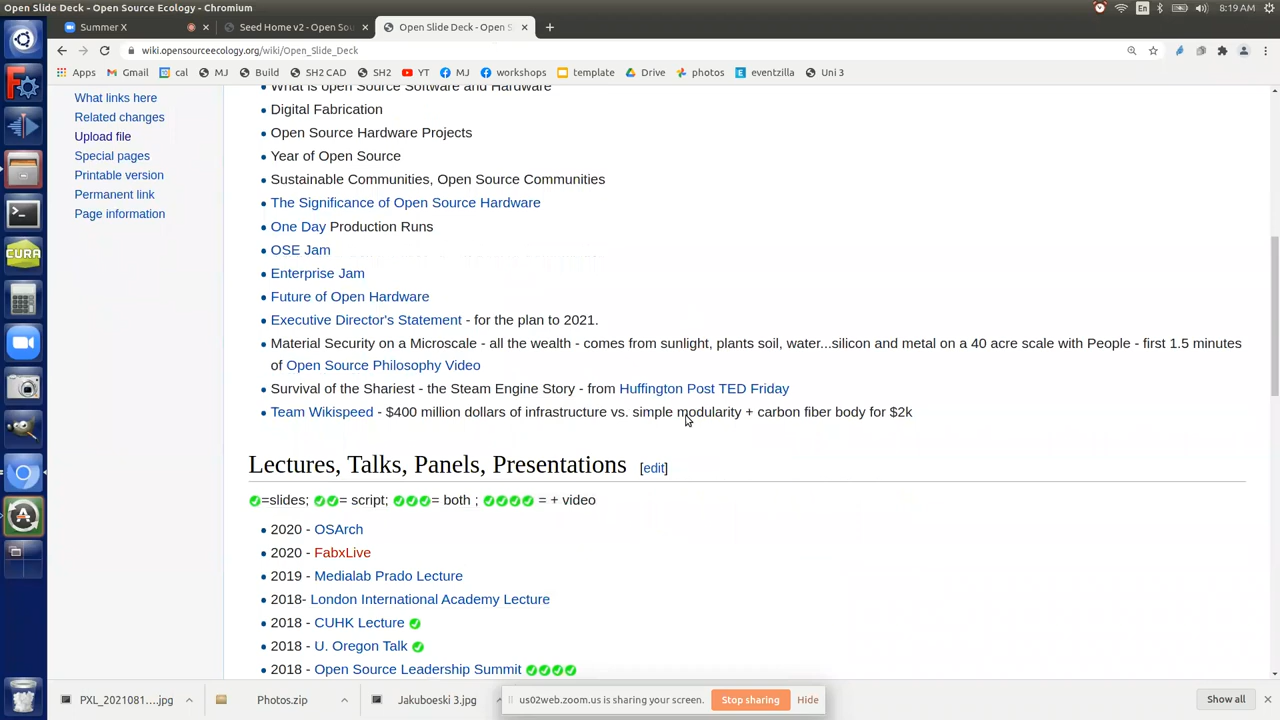 Open Slide Deck - Open Source Ecology - Chromium
En
8:19 AM
Summer X
Seed Home v2 - Open Sou
Open Slide Deck - Open S
wiki.opensourceecology.org/wiki/Open_Slide_Deck
Apps
Gmail
cal
MJ
Build
SH2 CAD
SH2
YT
MJ
workshops
template
Drive
photos
eventzilla
Uni 3
What links here
Related changes
Upload file
Special pages
Printable version
Permanent link
Page information
What is open Source Software and Hardware
Digital Fabrication
Open Source Hardware Projects
Year of Open Source
Sustainable Communities, Open Source Communities
The Significance of Open Source Hardware
One Day Production Runs
OSE Jam
Enterprise Jam
Future of Open Hardware
Executive Director's Statement - for the plan to 2021.
Material Security on a Microscale - all the wealth - comes from sunlight, plants soil, water...silicon and metal on a 40 acre scale with People - first 1.5 minutes
of Open Source Philosophy Video
Survival of the Shariest - the Steam Engine Story - from Huffington Post TED Friday
Team Wikispeed - $400 million dollars of infrastructure vs. simple modularity + carbon fiber body for $2k
Lectures, Talks, Panels, Presentations [edit]
=slides; = script; = both ; = + video
2020 - OSArch
2020 - FabxLive
2019 - Medialab Prado Lecture
2018- London International Academy Lecture
2018 - CUHK Lecture
2018 - U. Oregon Talk
2018 - Open Source Leadership Summit
CURA
PXL_2021081....jpg
Photos.zip
Jakuboeski 3.jpg
us02web.zoom.us is sharing your screen.
Stop sharing
Hide
Show all